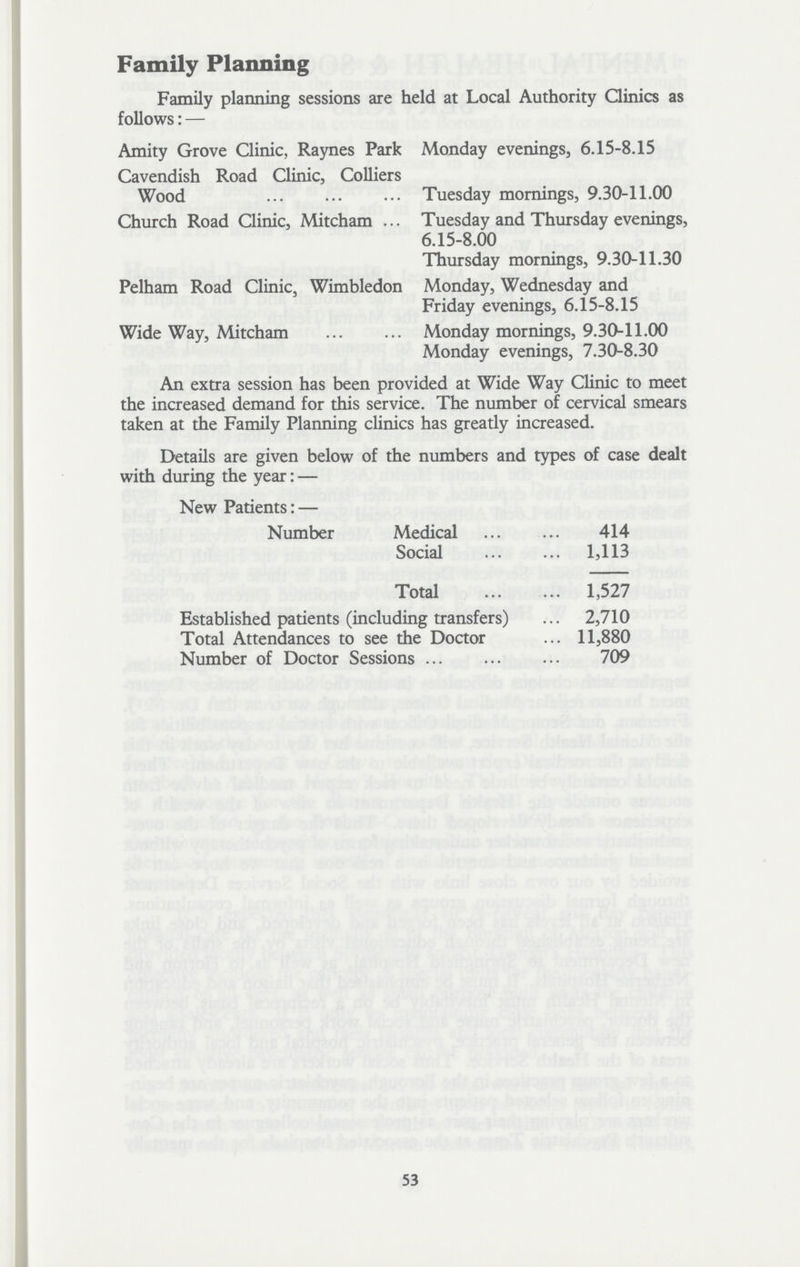 Family Planning
Family planning sessions are held at Local Authority Clinics as
follows: —
Amity Grove Clinic, Raynes Park Monday evenings, 6.15-8.15
Cavendish Road Clinic, Colliers
Wood ... ... ... Tuesday mornings, 9.30-11.00
Church Road Clinic, Mitcham ... Tuesday and Thursday evenings,
6.15-8.00
Thursday mornings, 9.30-11.30
Pelham Road Clinic, Wimbledon Monday, Wednesday and
Friday evenings, 6.15-8.15
Wide Way, Mitcham ... ... Monday mornings, 9.30-11.00
Monday evenings, 7.30-8.30
An extra session has been provided at Wide Way Clinic to meet
the increased demand for this service. The number of cervical smears
taken at the Family Planning clinics has greatly increased.
Details are given below of the numbers and types of case dealt
with during the year: —
New Patients: —
Number Medical ... ... 414
Social ... ... 1,113
Total ... ... 1,527
Established patients (including transfers) ... 2,710
Total Attendances to see the Doctor ... 11,880
Number of Doctor Sessions ... ... ... 709
53